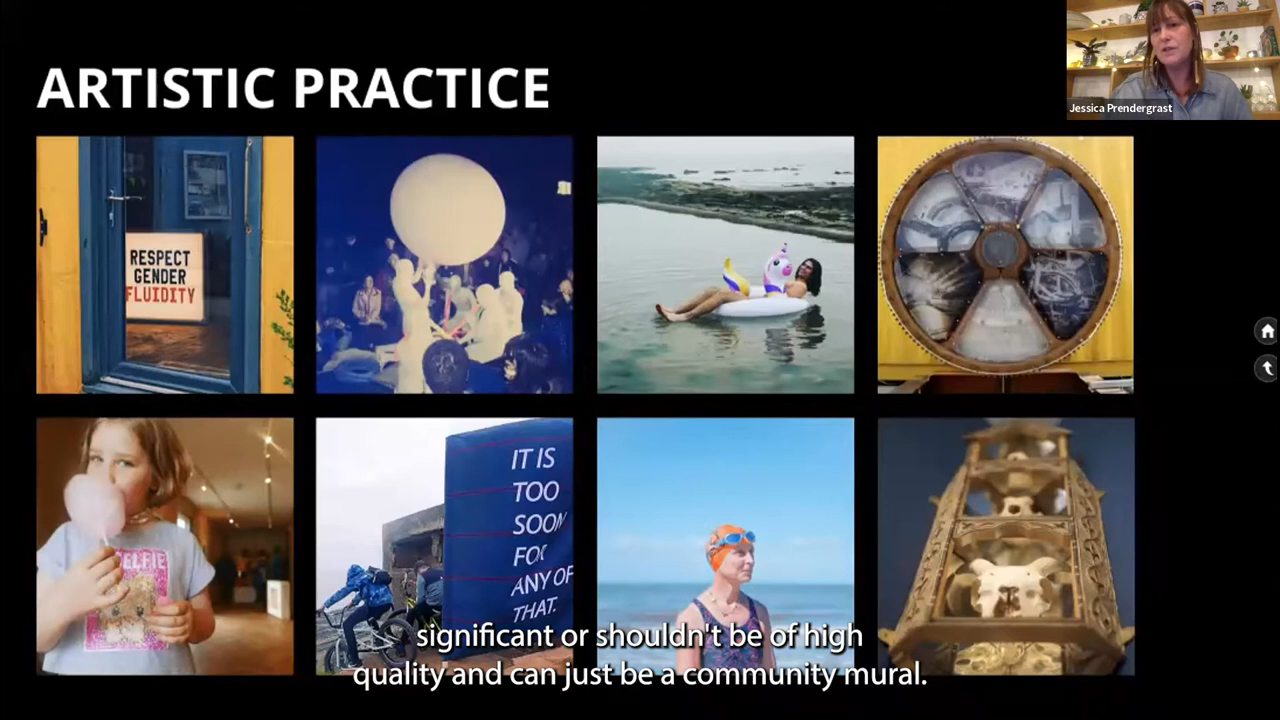 ARTISTIC PRACTICE
Jessica Prendergrast
RESPECT
GENDER
FLUIDITY
SELFIE
IT IS
TOO
SOON
FOR
ANY OF
THAT.
significant or shouldn't be of high
quality and can just be a community mural.